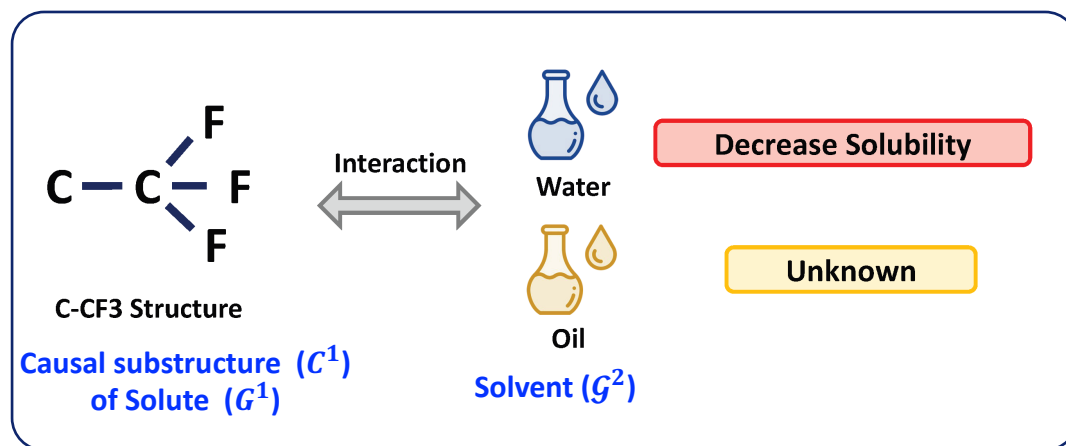 F
C C F
F
C-CF3 Structure
Causal substructure (C¹)
of Solute (G¹)
Interaction
Water
Oil
Solvent (𝒢²)
Decrease Solubility
Unknown